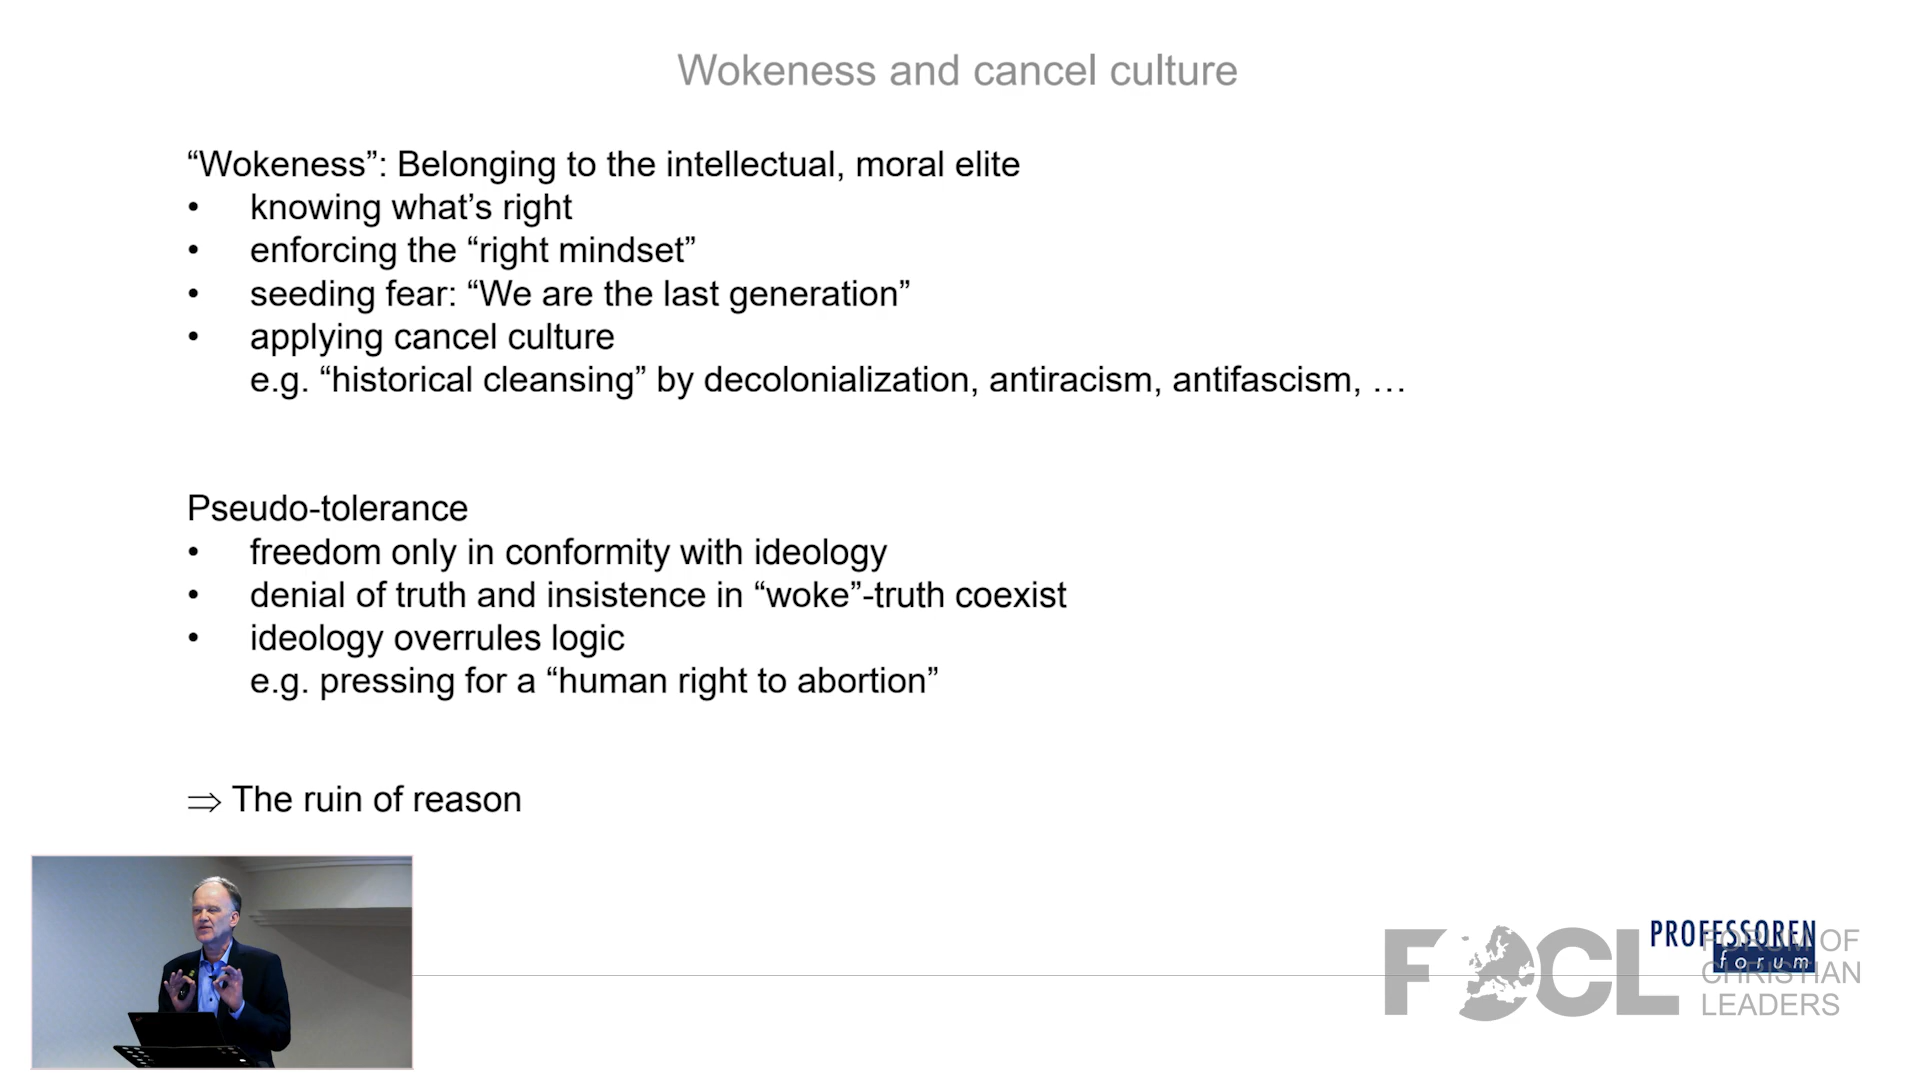 Wokeness and cancel culture
“Wokeness”: Belonging to the intellectual, moral elite
• knowing what’s right
• enforcing the “right mindset”
• seeding fear: “We are the last generation”
• applying cancel culture
e.g. “historical cleansing” by decolonialization, antiracism, antifascism, …
Pseudo-tolerance
• freedom only in conformity with ideology
• denial of truth and insistence in “woke”-truth coexist
• ideology overrules logic
e.g. pressing for a “human right to abortion”
⇒ The ruin of reason
PROFESSOREN
forum
FOCL
FORUM OF
CHRISTIAN
LEADERS